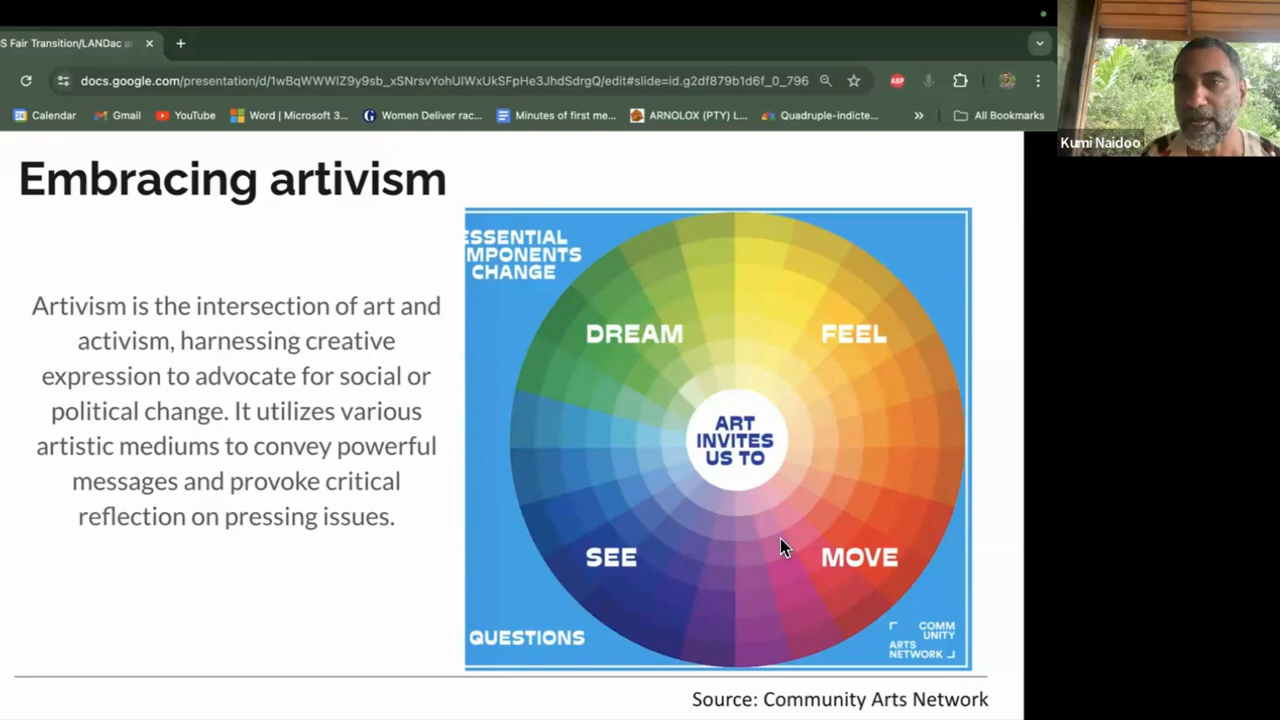 S Fair Transition/LANDac a
docs.google.com/presentation/d/1wBqWWWIZ9y9sb_xSNrsvYohUlWxUkSFpHe3JhdSdrgQ/edit#slide=id.g2df879b1d6f_0_796
ABP
Calendar
Gmail
YouTube
Word | Microsoft 3...
Women Deliver rac...
Minutes of first me...
ARNOLOX (PTY) L...
Quadruple-indicte...
All Bookmarks
Kumi Naidoo
Embracing artivism
Artivism is the intersection of art and
activism, harnessing creative
expression to advocate for social or
political change. It utilizes various
artistic mediums to convey powerful
messages and provoke critical
reflection on pressing issues.
ESSENTIAL
MPONENTS
CHANGE
DREAM
FEEL
ART
INVITES
US TO
SEE
MOVE
QUESTIONS
COMM
UNITY
ARTS
NETWORK
Source: Community Arts Network